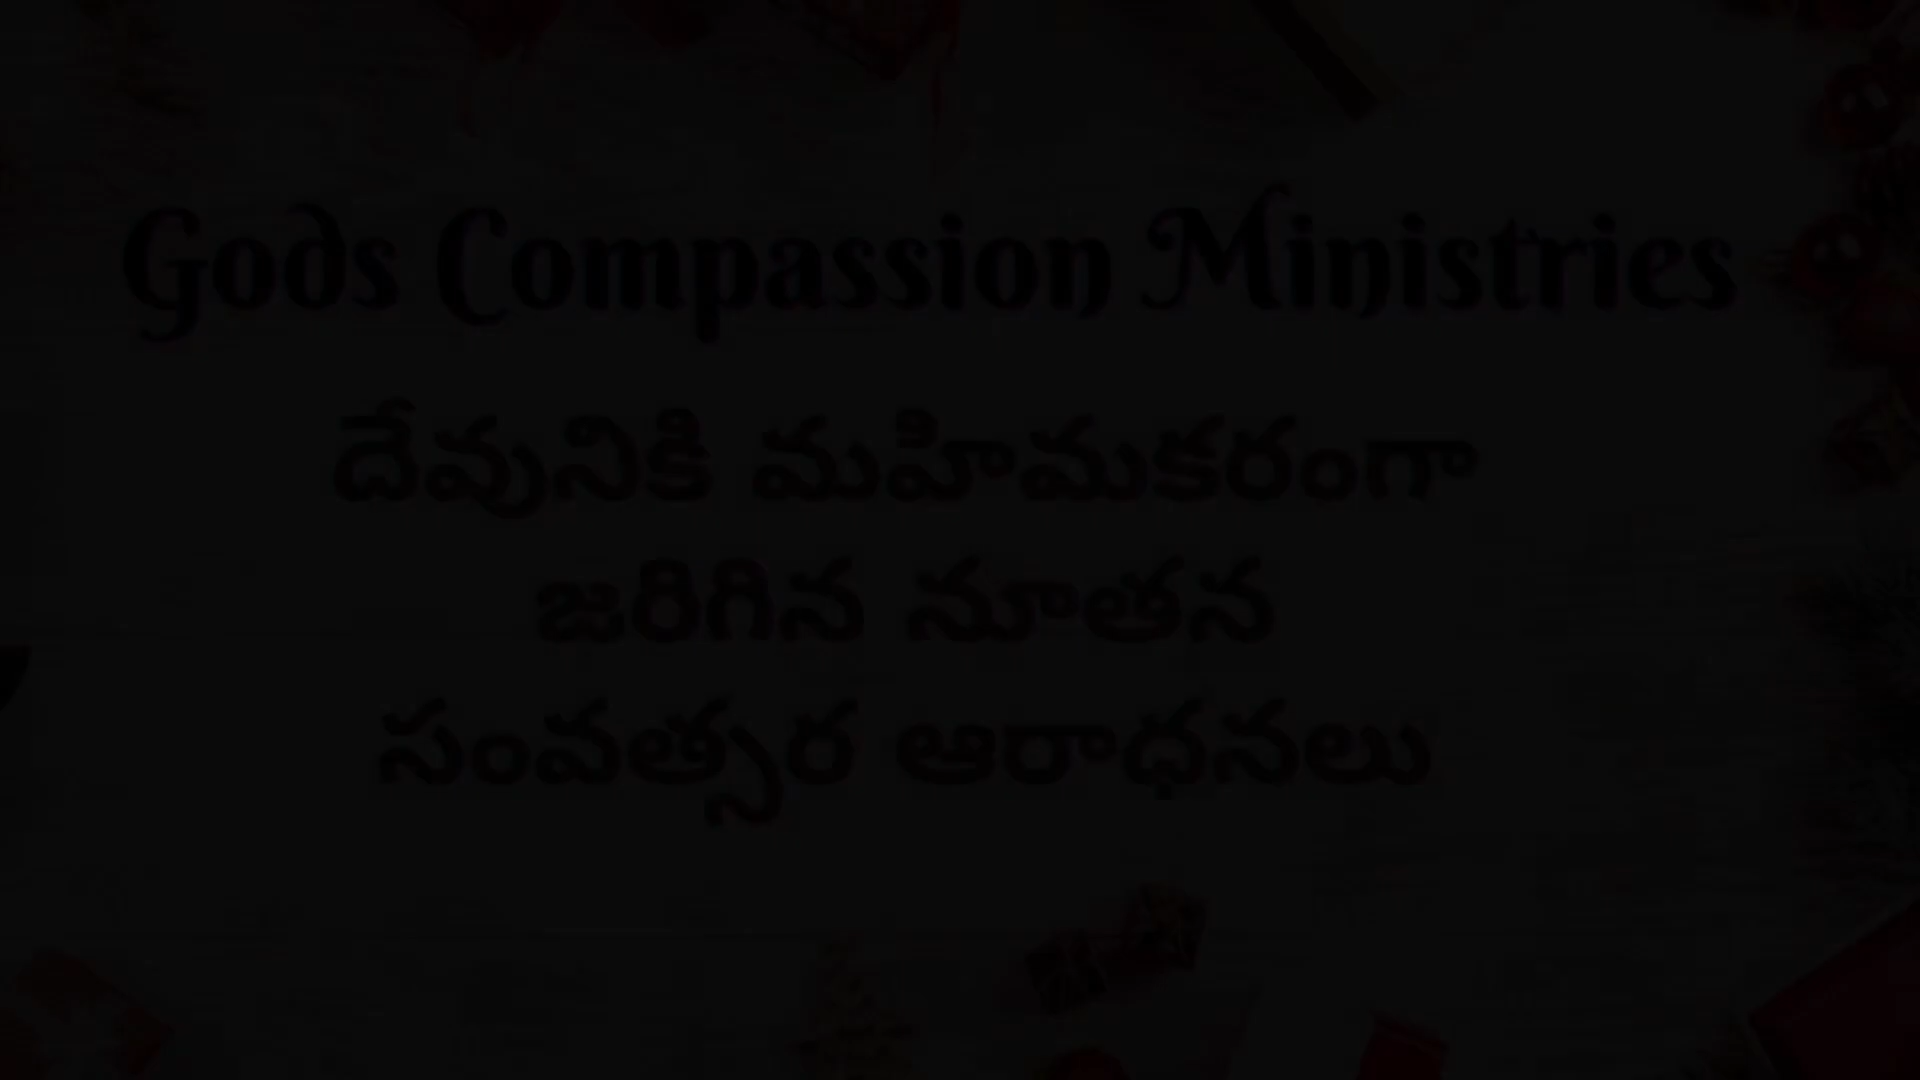 Gods Compassion Ministries
దేవునికి మహిమకరంగా
జరిగిన నూతన
సంవత్సర ఆరాధనలు